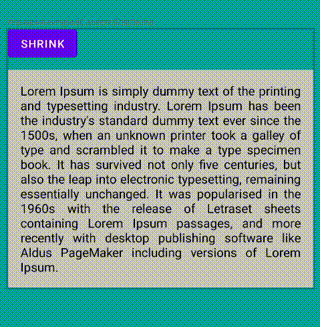 SHRINK
Lorem Ipsum is simply dummy text of the printing
and typesetting industry. Lorem Ipsum has been
the industry's standard dummy text ever since the
1500s, when an unknown printer took a galley of
type and scrambled it to make a type specimen
book. It has survived not only five centuries, but
also the leap into electronic typesetting, remaining
essentially unchanged. It was popularised in the
1960s with the release of Letraset sheets
containing Lorem Ipsum passages, and more
recently with desktop publishing software like
Aldus PageMaker including versions of Lorem
Ipsum.